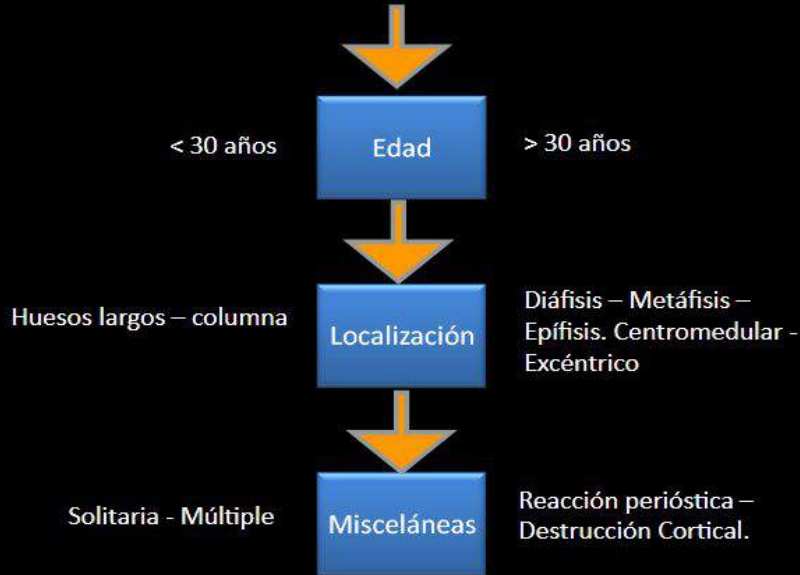 < 30 años
Edad
> 30 años
Huesos largos – columna
Localización
Diáfisis – Metáfisis –
Epífisis. Centromedular -
Excéntrico
Solitaria - Múltiple
Misceláneas
Reacción perióstica –
Destrucción Cortical.